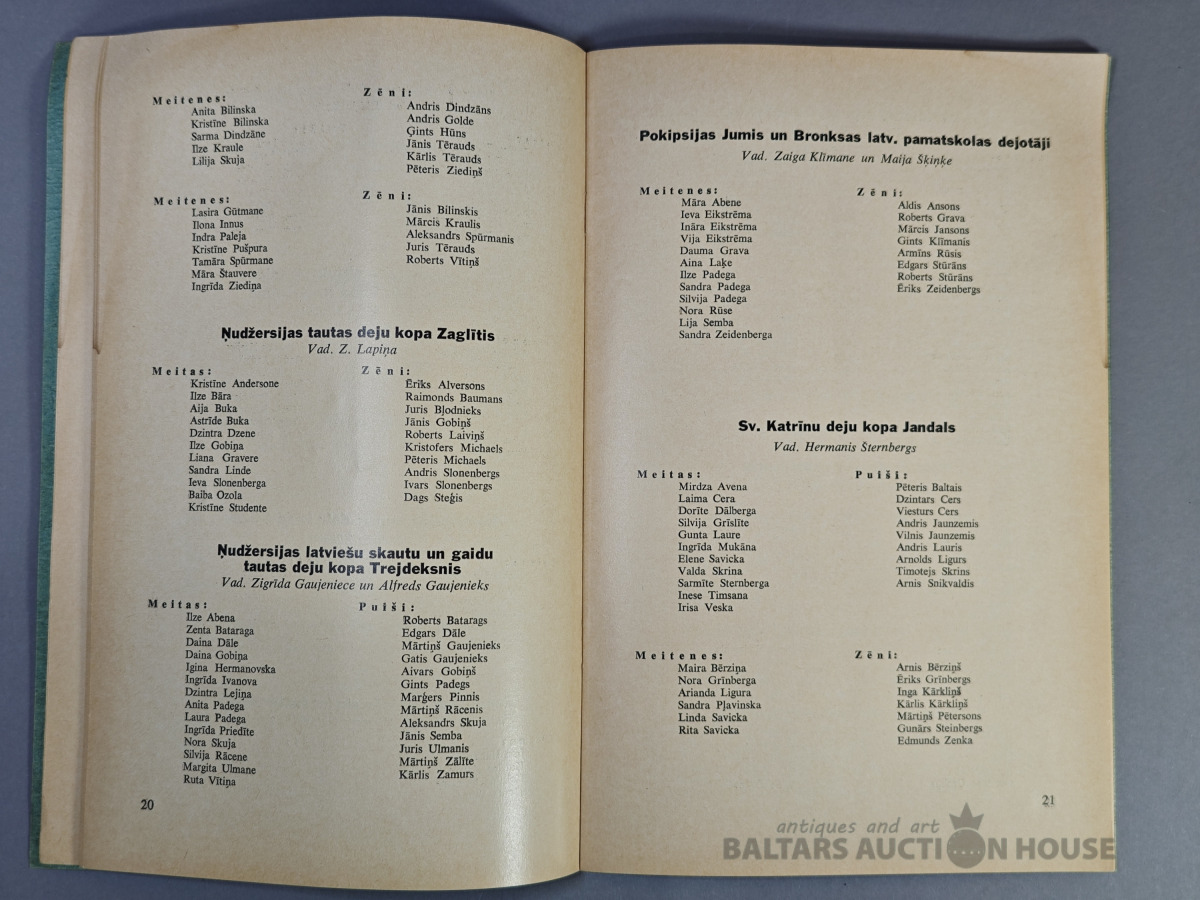 Meitenes:
Anita Bilinska
Kristīne Bilinska
Sarma Dindzāne
Ilze Kraule
Lilija Skuja
Zēni:
Andris Dindzāns
Andris Golde
Ģints Hūns
Jānis Tērauds
Kārlis Tērauds
Pēteris Ziediņš
Meitenes:
Lasira Gūtmane
Ilona Innus
Indra Paleja
Kristīne Pušpura
Tamāra Spūrmane
Māra Štauvere
Ingrīda Ziediņa
Zēni:
Jānis Bilinskis
Mārcis Kraulis
Aleksandrs Spūrmanis
Juris Tērauds
Roberts Vītiņš
Ņudžersijas tautas deju kopa Zaglītis
Vad. Z. Lapiņa
Meitas:
Kristīne Andersone
Ilze Bāra
Aija Buka
Astrīde Buka
Dzintra Dzene
Ilze Gobiņa
Liana Gravere
Sandra Linde
Ieva Slonenberga
Baiba Ozola
Kristīne Studente
Zēni:
Ēriks Alversons
Raimonds Baumans
Juris Bļodnieks
Jānis Gobiņš
Roberts Laiviņš
Kristofers Michaels
Pēteris Michaels
Andris Slonenbergs
Ivars Slonenbergs
Dags Steģis
Ņudžersijas latviešu skautu un gaidu
tautas deju kopa Trejdeksnis
Vad. Zigrīda Gaujeniece un Alfreds Gaujenieks
Meitas:
Ilze Abena
Zenta Bataraga
Daina Dāle
Daina Gobiņa
Igina Hermanovska
Ingrīda Ivanova
Dzintra Lejiņa
Anita Padega
Laura Padega
Ingrīda Priedīte
Nora Skuja
Silvija Rācene
Margita Ulmane
Ruta Vītiņa
Puiši:
Roberts Batarags
Edgars Dāle
Mārtiņš Gaujenieks
Gatis Gaujenieks
Aivars Gobiņš
Gints Padegs
Marģers Pinnis
Mārtiņš Rācenis
Aleksandrs Skuja
Jānis Semba
Juris Ulmanis
Mārtiņš Zālīte
Kārlis Zamurs
20
Pokipsijas Jumis un Bronksas latv. pamatskolas dejotāji
Vad. Zaiga Klīmane un Maija Šķiņķe
Meitenes:
Māra Abene
Ieva Eikstrēma
Ināra Eikstrēma
Vija Eikstrēma
Dauma Grava
Aina Laķe
Ilze Padega
Sandra Padega
Silvija Padega
Nora Rūse
Lija Semba
Sandra Zeidenberga
Zēni:
Aldis Ansons
Roberts Grava
Mārcis Jansons
Gints Klīmanis
Armīns Rūsis
Edgars Stūrāns
Roberts Stūrāns
Ēriks Zeidenbergs
Sv. Katrīnu deju kopa Jandals
Vad. Hermanis Šternbergs
Meitas:
Mirdza Avena
Laima Cera
Dorīte Dālberga
Silvija Grīslīte
Gunta Laure
Ingrīda Mukāna
Elene Savicka
Valda Skrina
Sarmīte Sternberga
Inese Timsana
Irisa Veska
Puiši:
Pēteris Baltais
Dzintars Cers
Viesturs Cers
Andris Jaunzemis
Vilnis Jaunzemis
Andris Lauris
Arnolds Ligurs
Timotejs Skrins
Arnis Snikvaldis
Meitenes:
Maira Bērziņa
Nora Grīnberga
Arianda Ligura
Sandra Pļavinska
Linda Savicka
Rita Savicka
Zēni:
Arnis Bērziņš
Ēriks Grīnbergs
Inga Kārkliņš
Kārlis Kārkliņš
Mārtiņš Pētersons
Gunārs Steinbergs
Edmunds Zenka
21
antiques and art
BALTARS AUCTION HOUSE